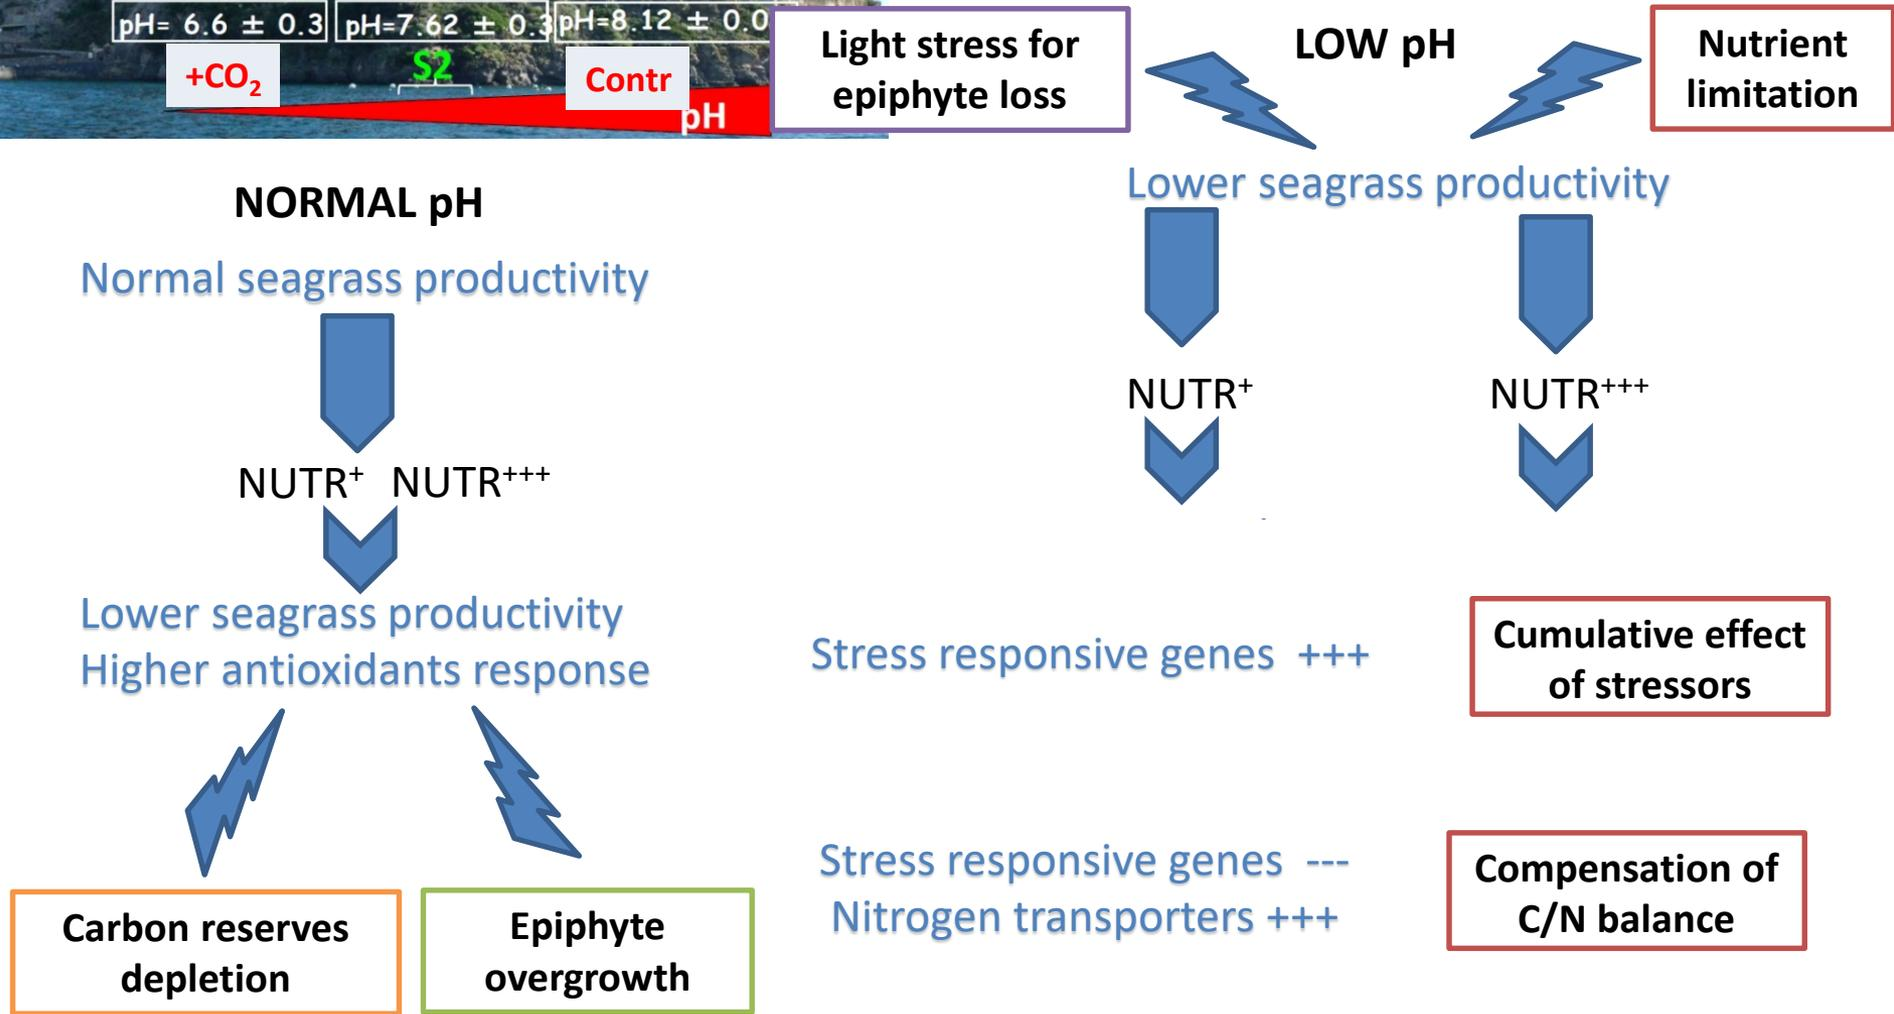 pH= 6.6 ± 0.3
pH=7.62 ± 0.3
pH=8.12 ± 0.0
+CO₂
S2
Contr
pH
NORMAL pH
Normal seagrass productivity
NUTR⁺ NUTR⁺⁺⁺
Lower seagrass productivity
Higher antioxidants response
Carbon reserves
depletion
Epiphyte
overgrowth
Light stress for
epiphyte loss
LOW pH
Nutrient
limitation
Lower seagrass productivity
NUTR⁺
NUTR⁺⁺⁺
Stress responsive genes +++
Cumulative effect
of stressors
Stress responsive genes ---
Nitrogen transporters +++
Compensation of
C/N balance